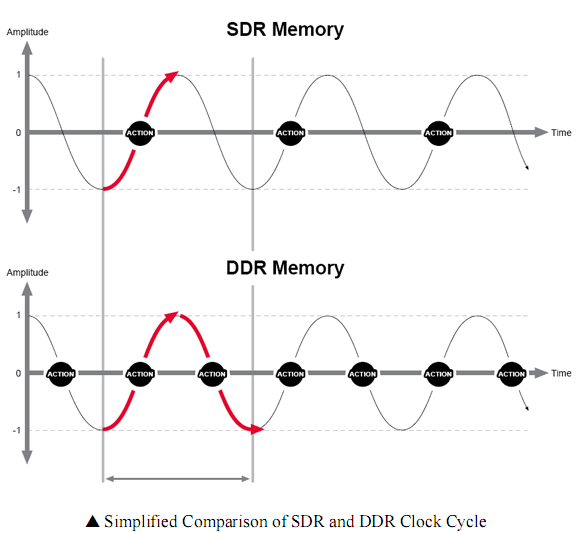 SDR Memory
Amplitude
1
ACTION ACTION ACTION
0
Time
-1
DDR Memory
Amplitude
1
ACTION ACTION ACTION ACTION ACTION ACTION ACTION
0
Time
-1
▲ Simplified Comparison of SDR and DDR Clock Cycle